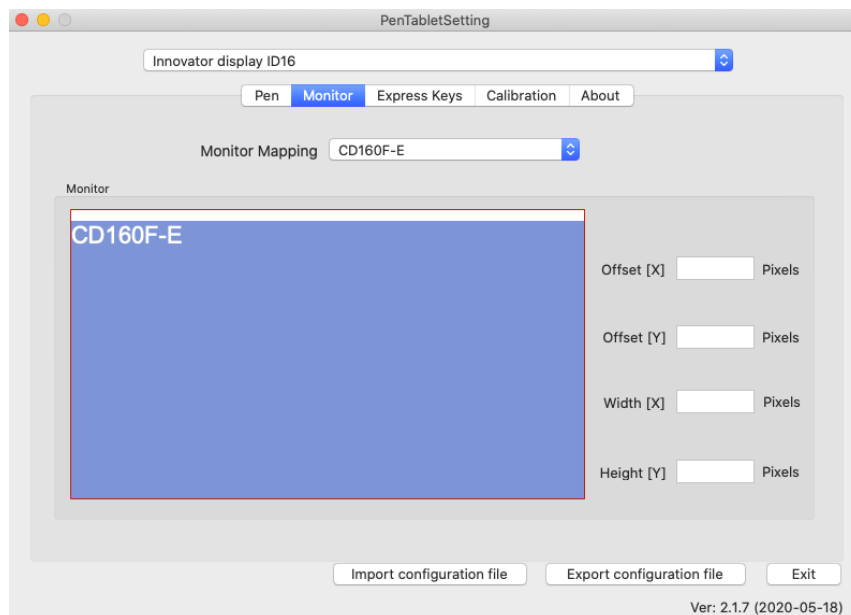 PenTabletSetting
Innovator display ID16
Pen Monitor Express Keys Calibration About
Monitor Mapping CD160F-E
Monitor
CD160F-E
Offset [X] Pixels
Offset [Y] Pixels
Width [X] Pixels
Height [Y] Pixels
Import configuration file Export configuration file Exit
Ver: 2.1.7 (2020-05-18)